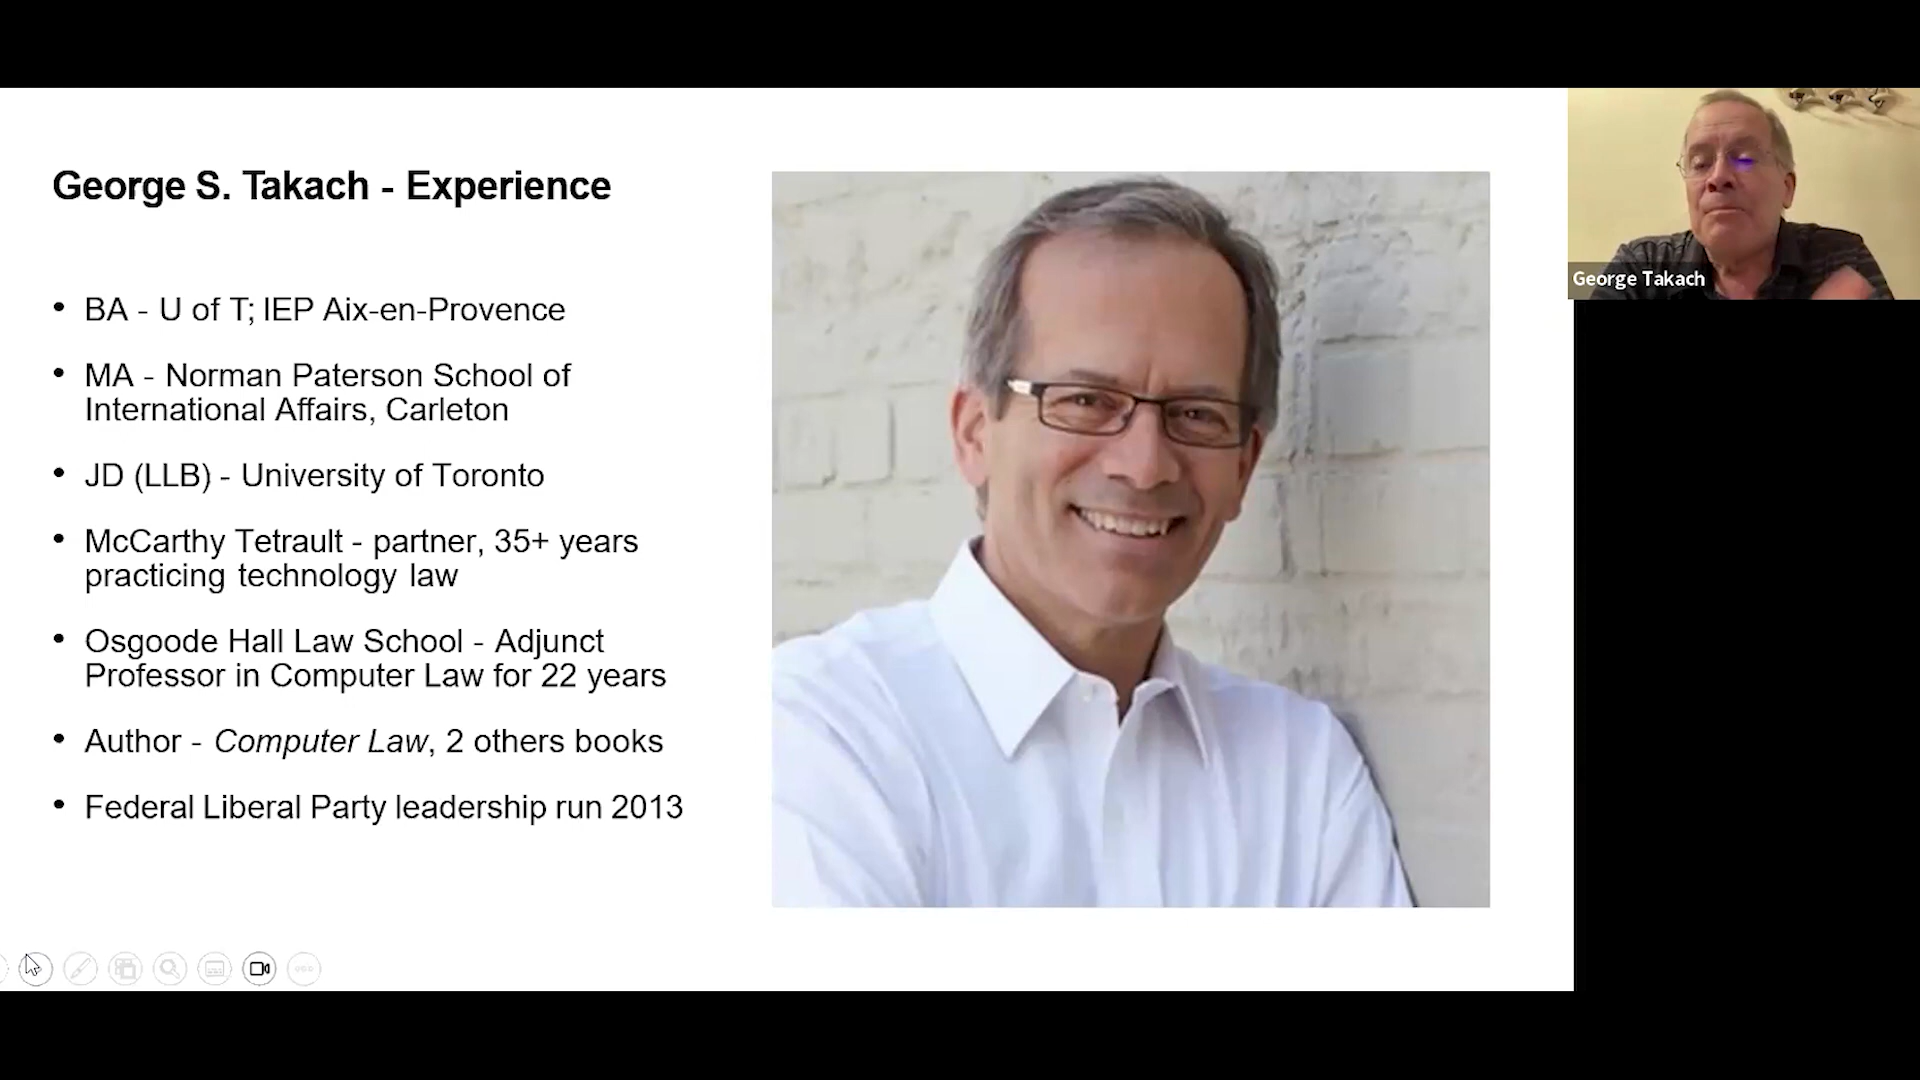 George S. Takach - Experience
• BA - U of T; IEP Aix-en-Provence
• MA - Norman Paterson School of
International Affairs, Carleton
• JD (LLB) - University of Toronto
• McCarthy Tetrault - partner, 35+ years
practicing technology law
• Osgoode Hall Law School - Adjunct
Professor in Computer Law for 22 years
• Author - Computer Law, 2 others books
• Federal Liberal Party leadership run 2013
George Takach